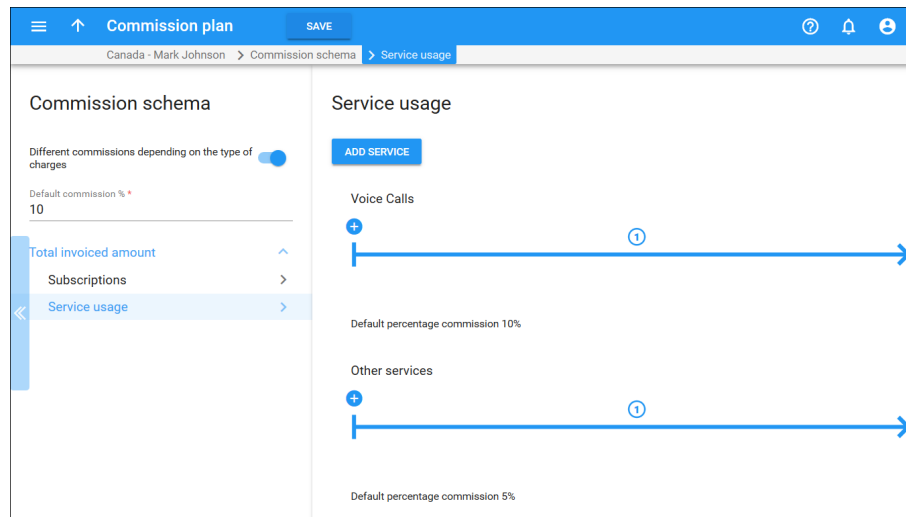 Commission plan
SAVE
Canada - Mark Johnson > Commission schema > Service usage
Commission schema
Different commissions depending on the type of
charges
Default commission % *
10
Total invoiced amount
Subscriptions
Service usage
Service usage
ADD SERVICE
Voice Calls
1
Default percentage commission 10%
Other services
1
Default percentage commission 5%